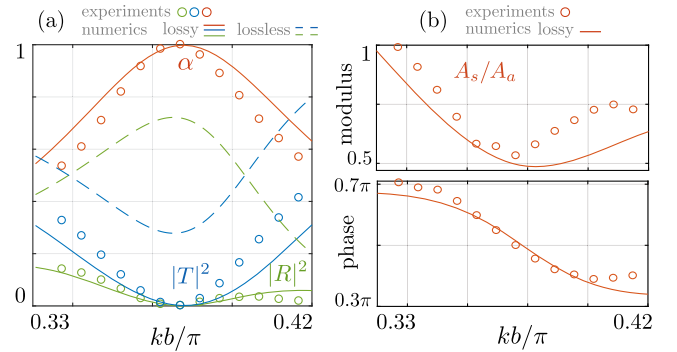 (a) experiments
numerics lossy lossless
1
α
|T|²
|R|²
0
0.33
0.42
kb/π
(b) experiments
numerics lossy
modulus
A_s/A_a
0.5
phase
0.7π
0.3π
0.33
0.42
kb/π